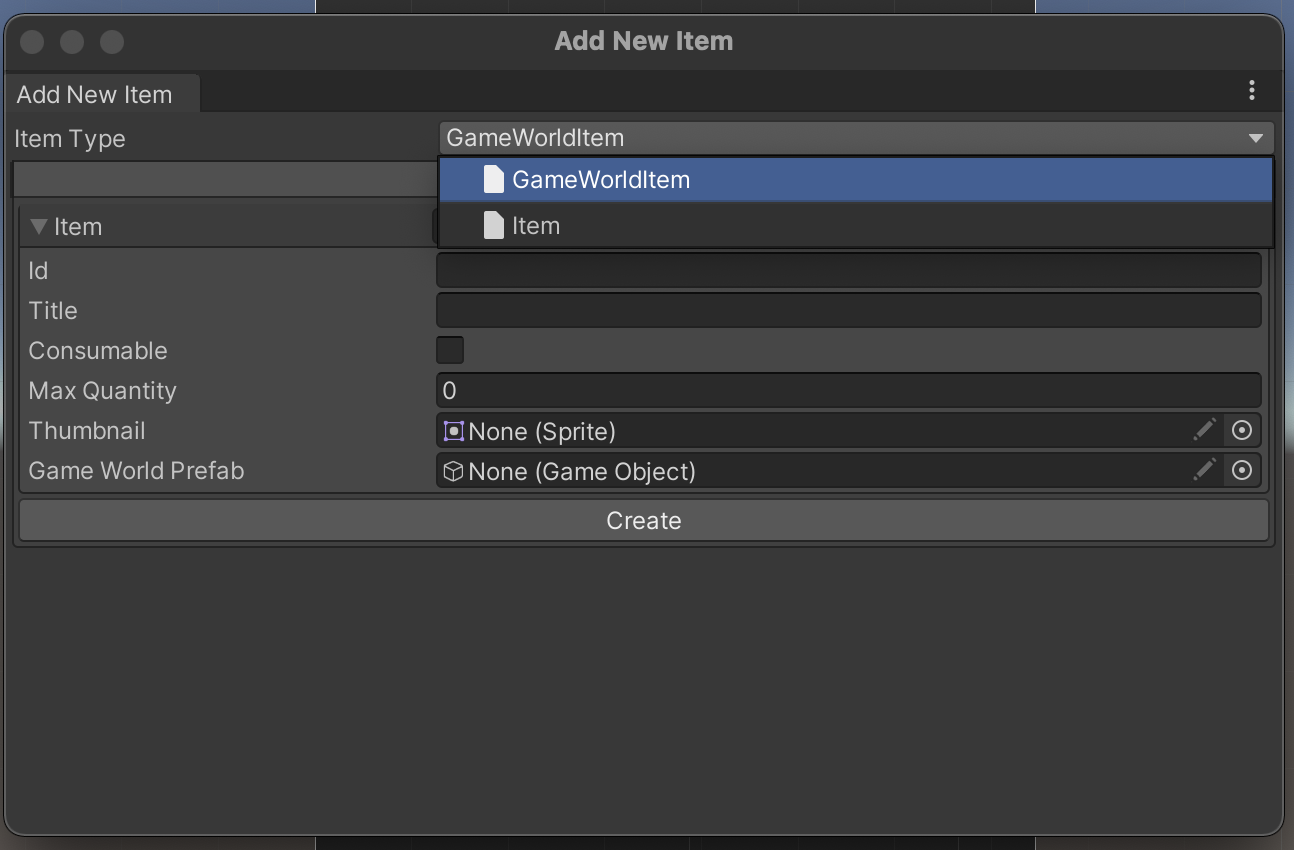 Add New Item
Add New Item
Item Type
GameWorldItem
GameWorldItem
Item
Item
Id
Title
Consumable
Max Quantity
0
Thumbnail
None (Sprite)
Game World Prefab
None (Game Object)
Create